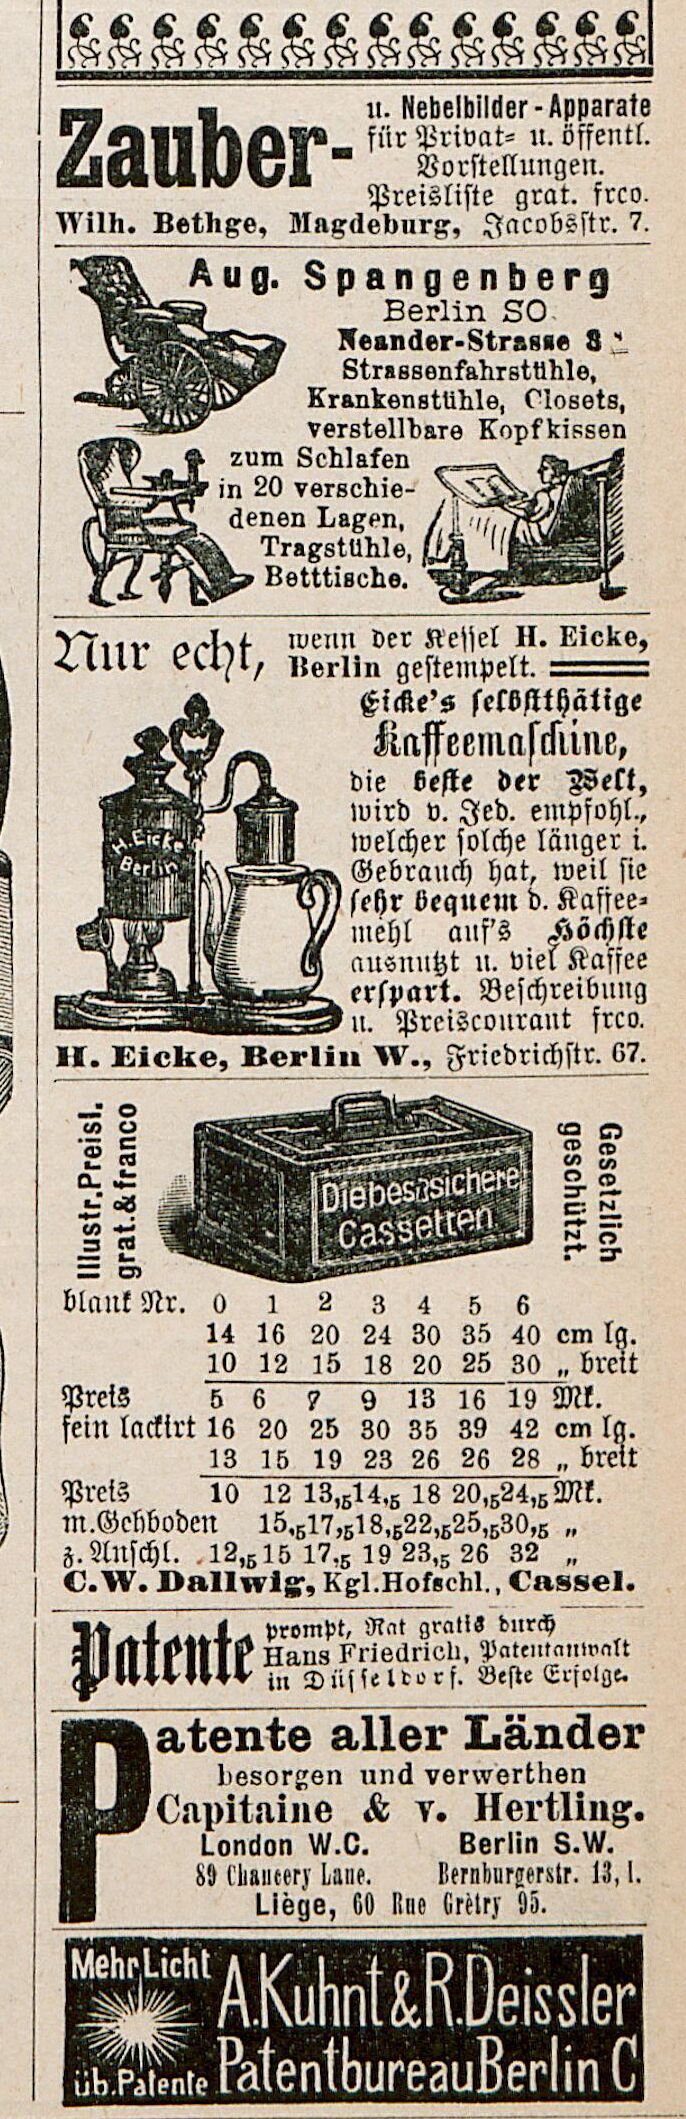 Zauber-
u. Nebelbilder-Apparate
für Privat- u. öffentl.
Vorstellungen.
Preisliste grat. frco.
Wilh. Bethge, Magdeburg, Jacobsstr. 7.
Aug. Spangenberg
Berlin SO.
Neander-Strasse 3
Strassenfahrstühle,
Krankenstühle, Closets,
verstellbare Kopfkissen
zum Schlafen
in 20 verschie-
denen Lagen,
Tragstühle,
Betttische.
Nur echt, wenn der Kessel H. Eicke,
Berlin gestempelt.
Eicke's selbstthätige
Kaffeemaschine,
die beste der Welt,
wird v. Jed. empfohl.,
welcher solche länger i.
Gebrauch hat, weil sie
sehr bequem d. Kaffee-
mehl auf's Höchste
ausnutzt u. viel Kaffee
erspart. Beschreibung
u. Preiscourant frco.
H. Eicke
Berlin
H. Eicke, Berlin W., Friedrichstr. 67.
Illustr. Preisl.
grat. & franco
Diebessichere
Cassetten
Gesetzlich
geschützt.
blank Nr. 0 1 2 3 4 5 6
14 16 20 24 30 35 40 cm lg.
10 12 15 18 20 25 30 „ breit
Preis 5 6 7 9 13 16 19 Mk.
fein lackirt 16 20 25 30 35 39 42 cm lg.
13 15 19 23 26 26 28 „ breit
Preis 10 12 13,5 14,5 18 20,5 24,5 Mk.
m. Gehboden 15,5 17,5 18,5 22,5 25,5 30,5 „
z. Anschl. 12,5 15 17,5 19 23,5 26 32 „
C. W. Dallwig, Kgl. Hofschl., Cassel.
Patente prompt, Rat gratis durch
Hans Friedrich, Patentanwalt
in Düsseldorf. Beste Erfolge.
Patente aller Länder
besorgen und verwerthen
Capitaine & v. Hertling.
London W.C. Berlin S.W.
89 Chancery Lane. Bernburgerstr. 13, I.
Liège, 60 Rue Grètry 95.
Mehr Licht
üb. Patente
A. Kuhnt & R. Deissler
Patentbureau Berlin C